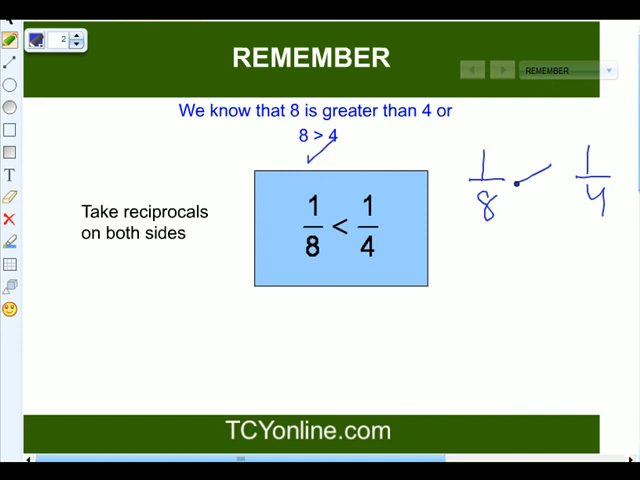 2
REMEMBER
REMEMBER
We know that 8 is greater than 4 or
8 > 4
Take reciprocals
on both sides
1/8 < 1/4
1/8 1/4
T
TCYonline.com